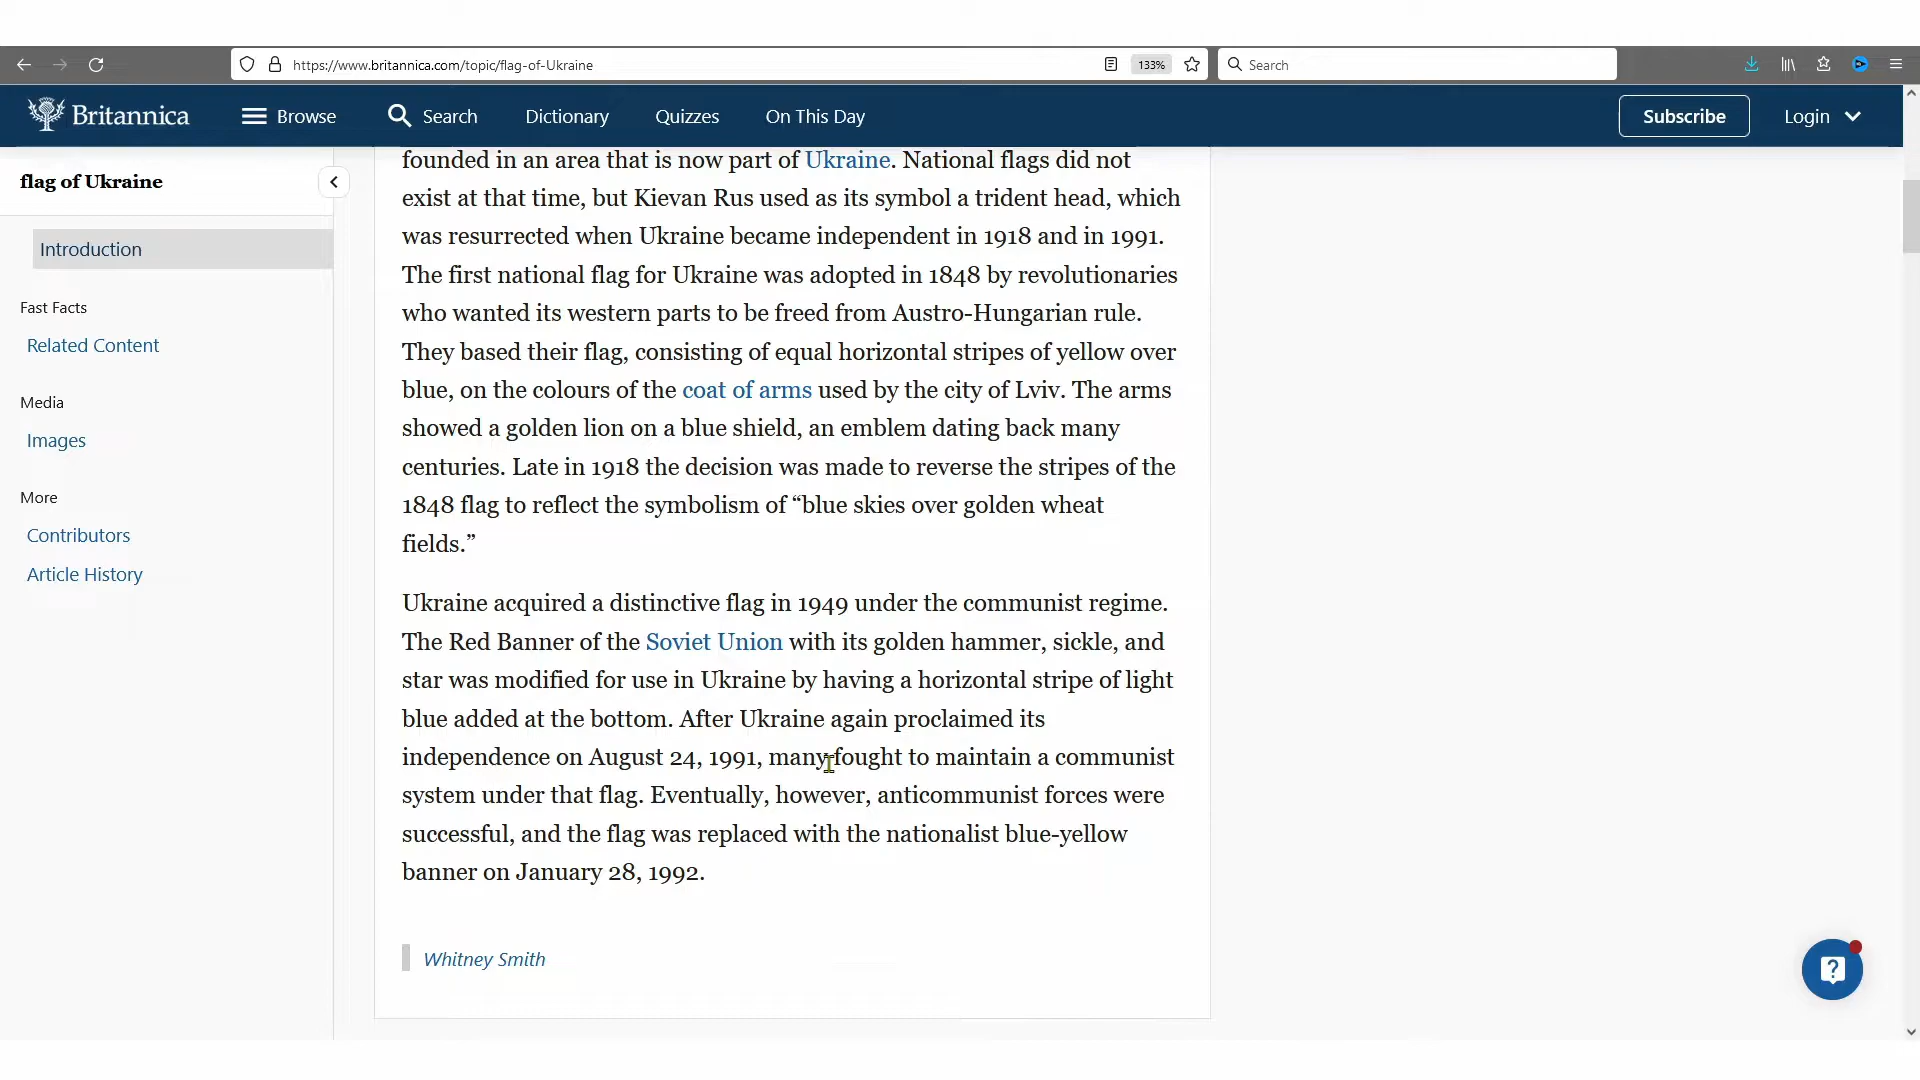 https://www.britannica.com/topic/flag-of-Ukraine
133%
Search
Britannica
Browse
Search
Dictionary
Quizzes
On This Day
Subscribe
Login
flag of Ukraine
Introduction
Fast Facts
Related Content
Media
Images
More
Contributors
Article History
founded in an area that is now part of Ukraine. National flags did not
exist at that time, but Kievan Rus used as its symbol a trident head, which
was resurrected when Ukraine became independent in 1918 and in 1991.
The first national flag for Ukraine was adopted in 1848 by revolutionaries
who wanted its western parts to be freed from Austro-Hungarian rule.
They based their flag, consisting of equal horizontal stripes of yellow over
blue, on the colours of the coat of arms used by the city of Lviv. The arms
showed a golden lion on a blue shield, an emblem dating back many
centuries. Late in 1918 the decision was made to reverse the stripes of the
1848 flag to reflect the symbolism of “blue skies over golden wheat
fields.”
Ukraine acquired a distinctive flag in 1949 under the communist regime.
The Red Banner of the Soviet Union with its golden hammer, sickle, and
star was modified for use in Ukraine by having a horizontal stripe of light
blue added at the bottom. After Ukraine again proclaimed its
independence on August 24, 1991, many fought to maintain a communist
system under that flag. Eventually, however, anticommunist forces were
successful, and the flag was replaced with the nationalist blue-yellow
banner on January 28, 1992.
Whitney Smith